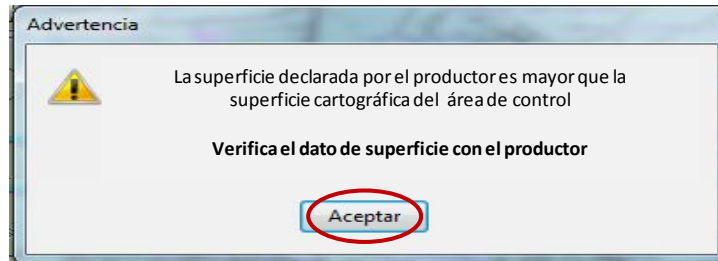 Advertencia
La superficie declarada por el productor es mayor que la
superficie cartográfica del área de control
Verifica el dato de superficie con el productor
Aceptar